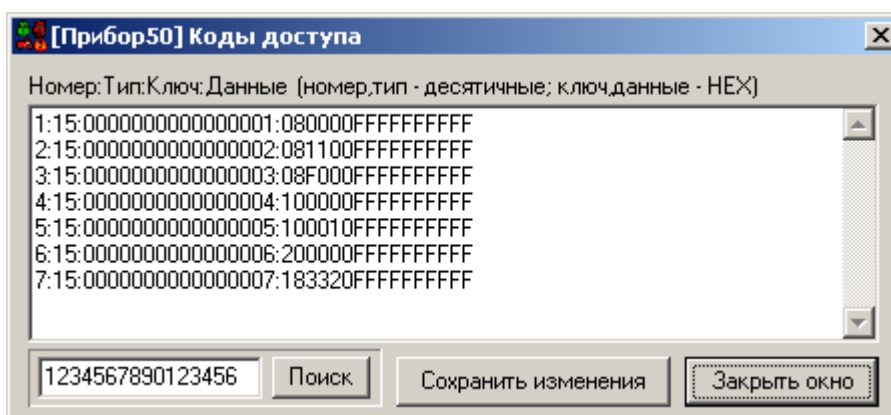 [Прибор50] Коды доступа
Номер:Тип:Ключ:Данные (номер,тип - десятичные; ключ,данные - HEX)
1:15:0000000000000001:080000FFFFFFFFFF
2:15:0000000000000002:081100FFFFFFFFFF
3:15:0000000000000003:08F000FFFFFFFFFF
4:15:0000000000000004:100000FFFFFFFFFF
5:15:0000000000000005:100010FFFFFFFFFF
6:15:0000000000000006:200000FFFFFFFFFF
7:15:0000000000000007:183320FFFFFFFFFF
1234567890123456 Поиск Сохранить изменения Закрыть окно